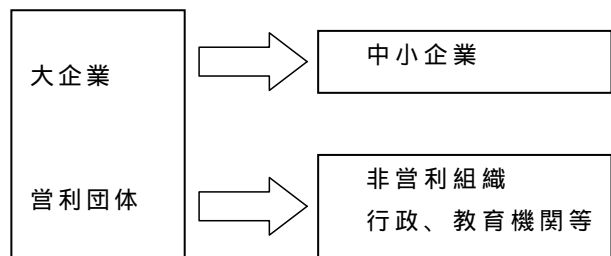 大企業
中小企業
営利団体
非営利組織
行政、教育機関等